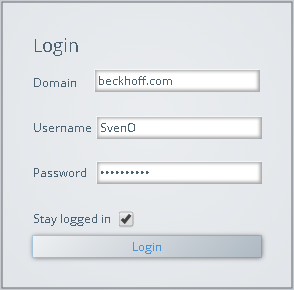 Login
Domain beckhoff.com
Username SvenO
Password ••••••••••
Stay logged in
Login